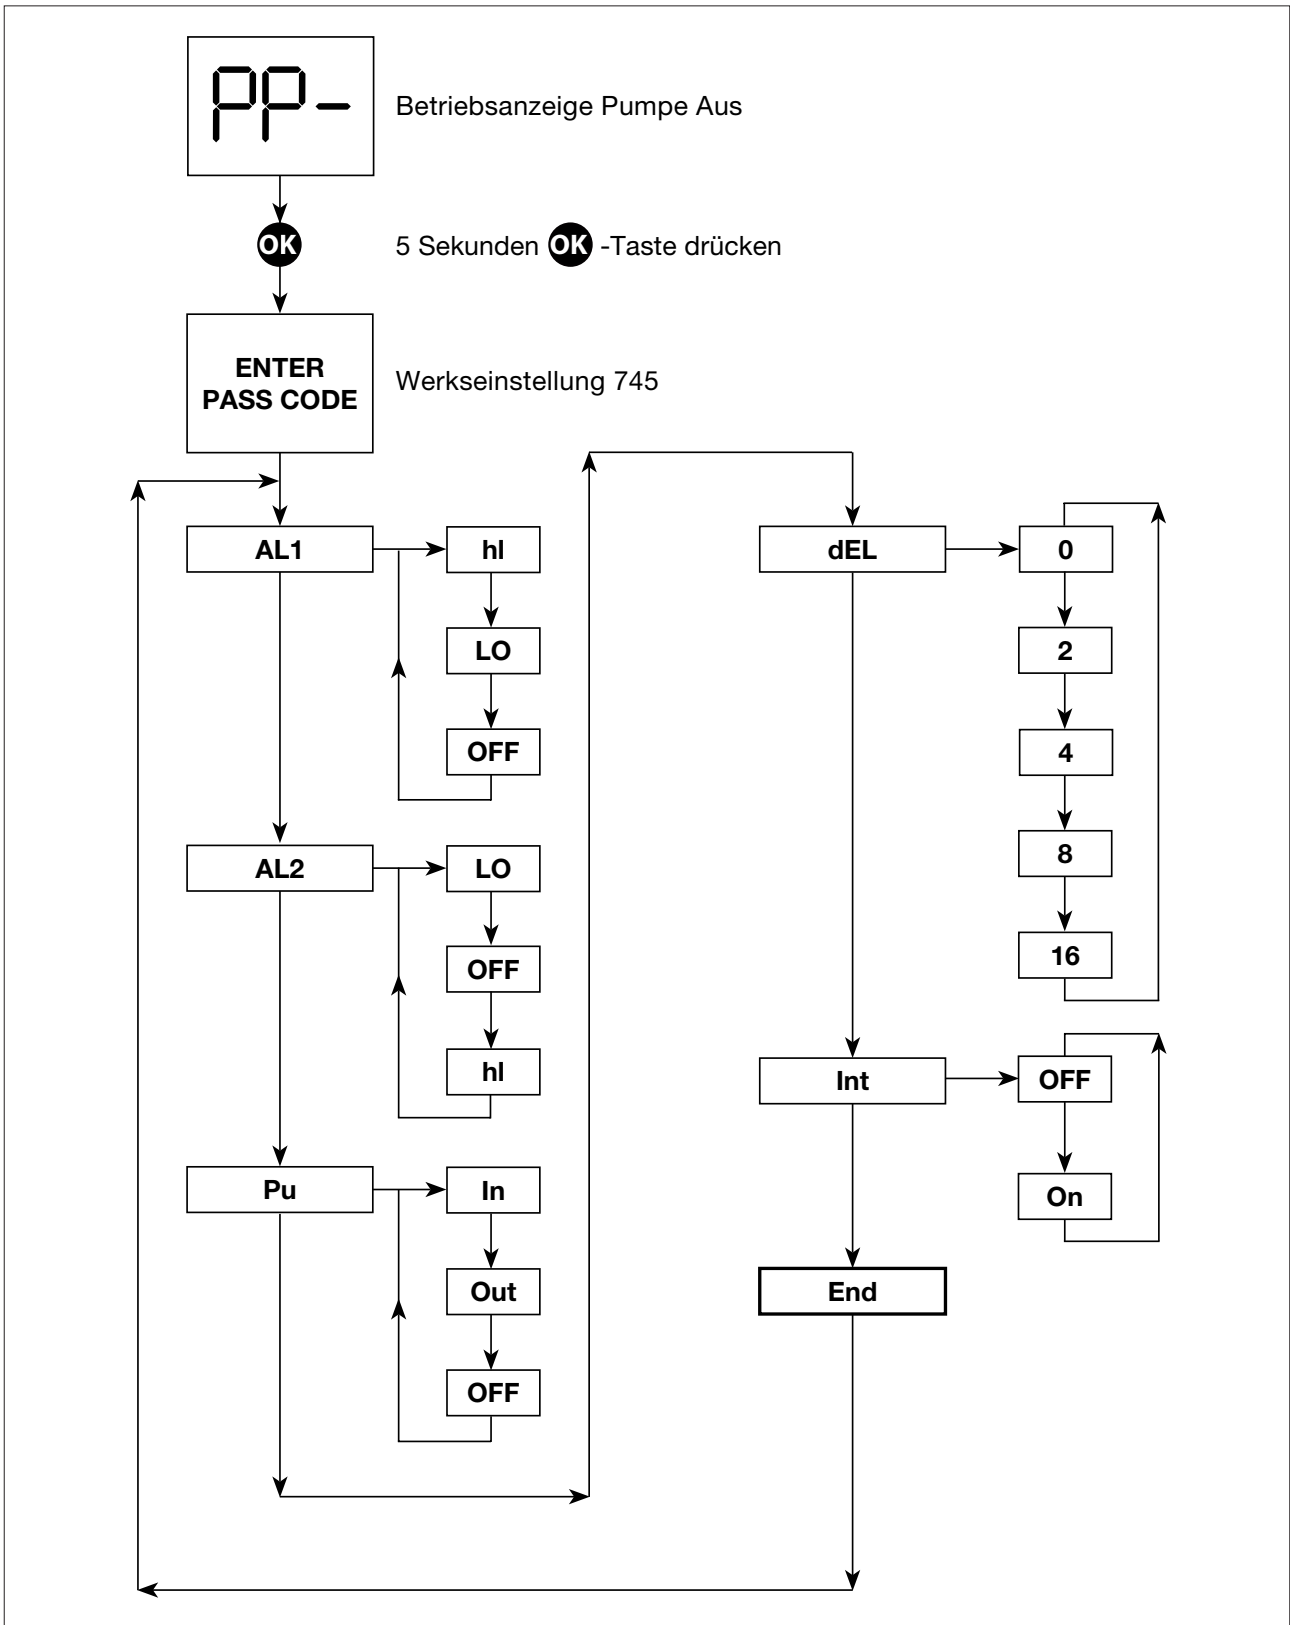 PP-
Betriebsanzeige Pumpe Aus
OK
5 Sekunden OK -Taste drücken
ENTER
PASS CODE
Werkseinstellung 745
AL1
hI
LO
OFF
AL2
LO
OFF
hI
Pu
In
Out
OFF
dEL
0
2
4
8
16
Int
OFF
On
End